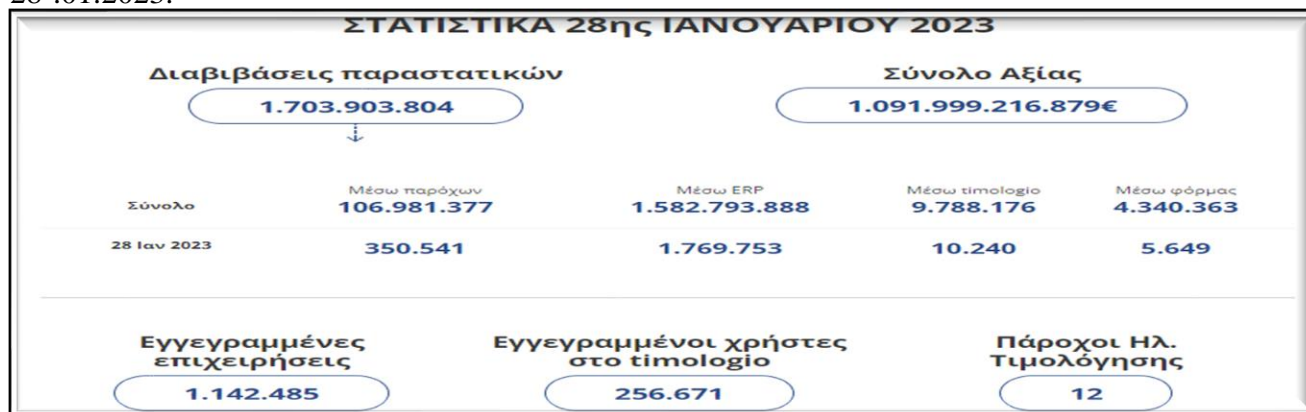 28 .01.2023.
ΣΤΑΤΙΣΤΙΚΑ 28ης ΙΑΝΟΥΑΡΙΟΥ 2023
Διαβιβάσεις παραστατικών Σύνολο Αξίας
1.703.903.804 1.091.999.216.879€
Μέσω παρόχων Μέσω ERP Μέσω timologio Μέσω φόρμας
Σύνολο 106.981.377 1.582.793.888 9.788.176 4.340.363
28 Ιαν 2023 350.541 1.769.753 10.240 5.649
Εγγεγραμμένες Εγγεγραμμένοι χρήστες Πάροχοι Ηλ.
επιχειρήσεις στο timologio Τιμολόγησης
1.142.485 256.671 12